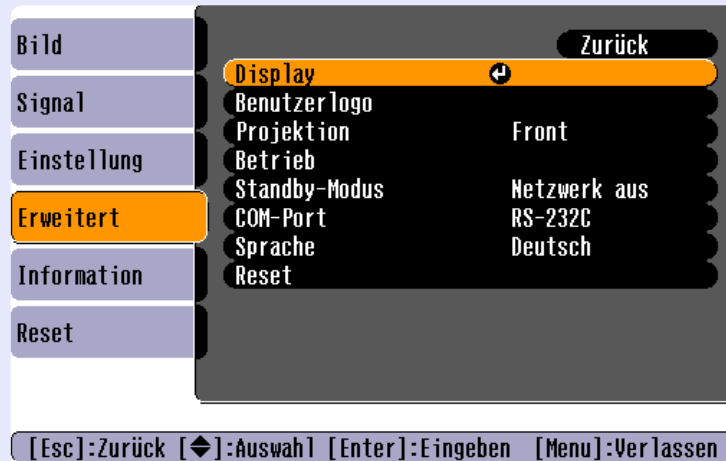 Bild
Signal
Einstellung
Erweitert
Information
Reset
Zurück
Display
Benutzerlogo
Projektion Front
Betrieb
Standby-Modus Netzwerk aus
COM-Port RS-232C
Sprache Deutsch
Reset
[Esc]:Zurück [◆]:Auswahl [Enter]:Eingeben [Menu]:Verlassen